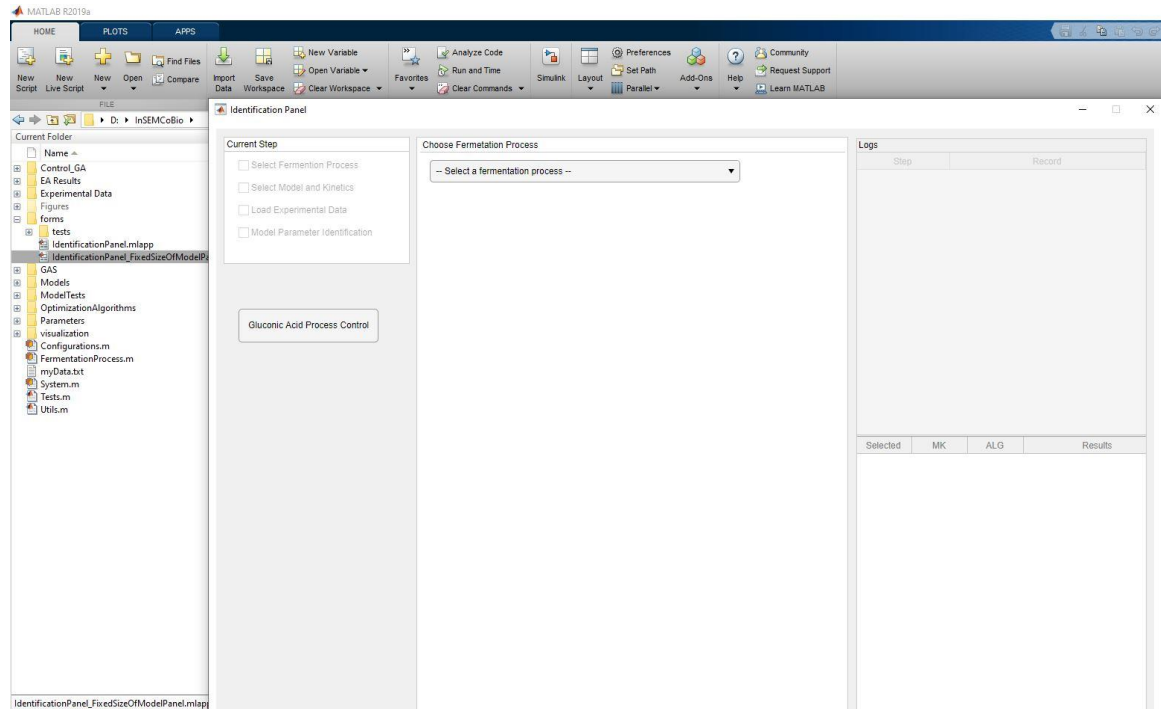 MATLAB R2019a
HOME PLOTS APPS
New Script
New Live Script
New
Open
Find Files
Compare
Import Data
Save Workspace
New Variable
Open Variable
Clear Workspace
Favorites
Analyze Code
Run and Time
Clear Commands
Simulink
Layout
Preferences
Set Path
Parallel
Add-Ons
Help
Community
Request Support
Learn MATLAB
FILE
D: InSEMCoBio
Current Folder
Name
Control_GA
EA Results
Experimental Data
Figures
forms
tests
IdentificationPanel.mlapp
IdentificationPanel_FixedSizeOfModelPa
GAS
Models
ModelTests
OptimizationAlgorithms
Parameters
visualization
Configurations.m
FermentationProcess.m
myData.txt
System.m
Tests.m
Utils.m
IdentificationPanel_FixedSizeOfModelPanel.mlapp
Identification Panel
Current Step
Select Fermention Process
Select Model and Kinetics
Load Experimental Data
Model Parameter Identification
Gluconic Acid Process Control
Choose Fermetation Process
-- Select a fermentation process --
Logs
Step Record
Selected MK ALG Results